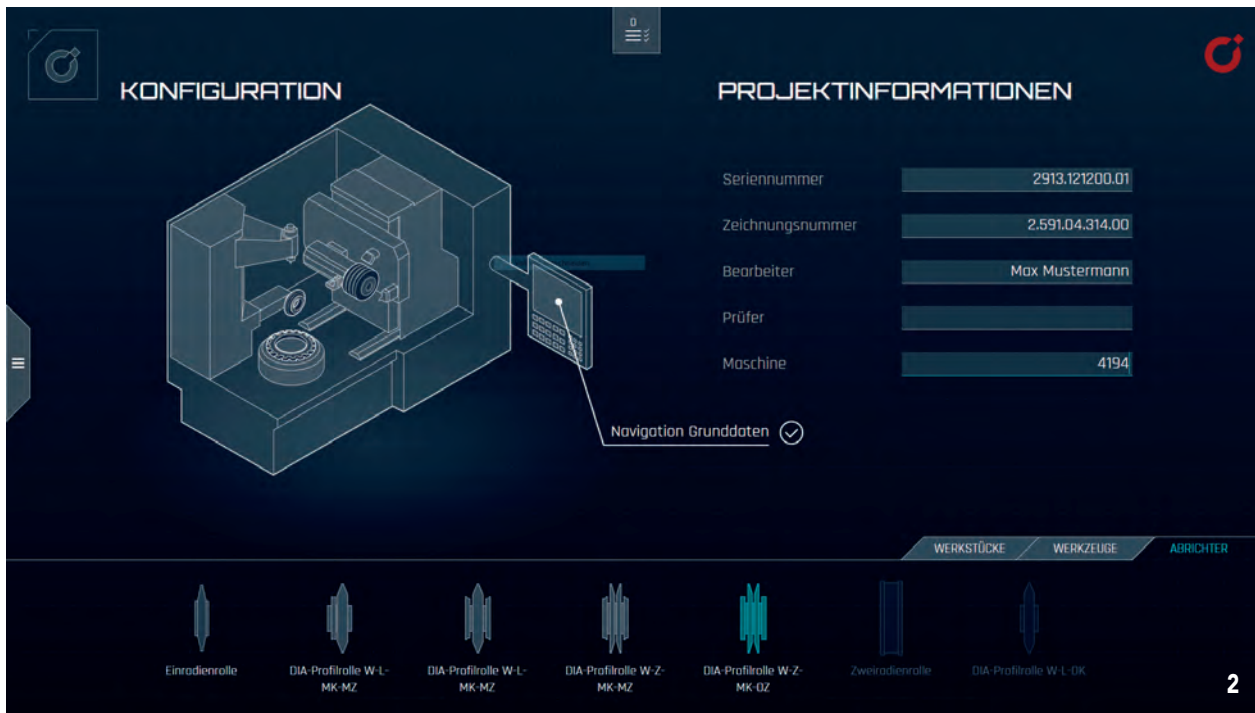 0
KONFIGURATION
PROJEKTINFORMATIONEN
Seriennummer 2913.121200.01
Zeichnungsnummer 2.591.04.314.00
Bearbeiter Max Mustermann
Prüfer
Maschine 4194
Navigation Grunddaten
WERKSTÜCKE WERKZEUGE ABRICHTER
Einradienrolle DIA-Profilrolle W-L- DIA-Profilrolle W-L- DIA-Profilrolle W-Z- DIA-Profilrolle W-Z- Zweiradienrolle DIA-Profilrolle W-L-OK
MK-MZ MK-MZ MK-MZ MK-OZ
2